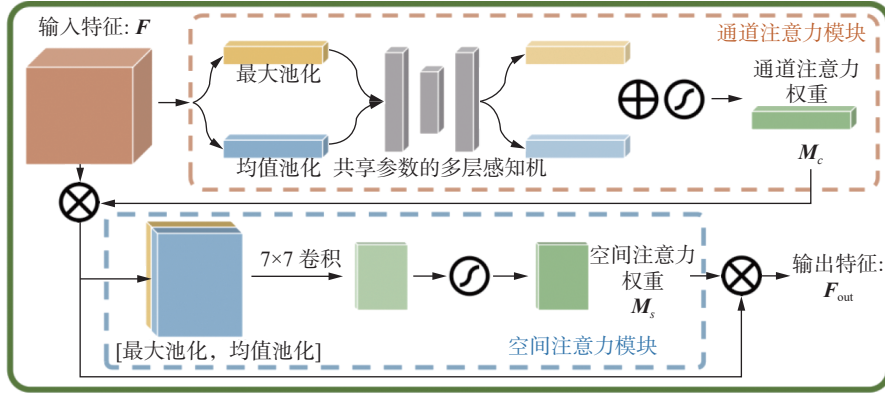 输入特征: F
通道注意力模块
最大池化
通道注意力
权重
均值池化
共享参数的多层感知机
Mc
7×7 卷积
空间注意力
权重
Ms
输出特征:
Fout
[最大池化，均值池化]
空间注意力模块